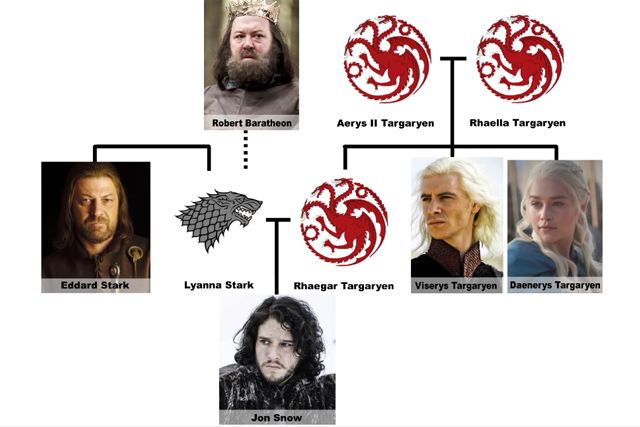 Robert Baratheon
Aerys II Targaryen
Rhaella Targaryen
Eddard Stark
Lyanna Stark
Rhaegar Targaryen
Viserys Targaryen
Daenerys Targaryen
Jon Snow